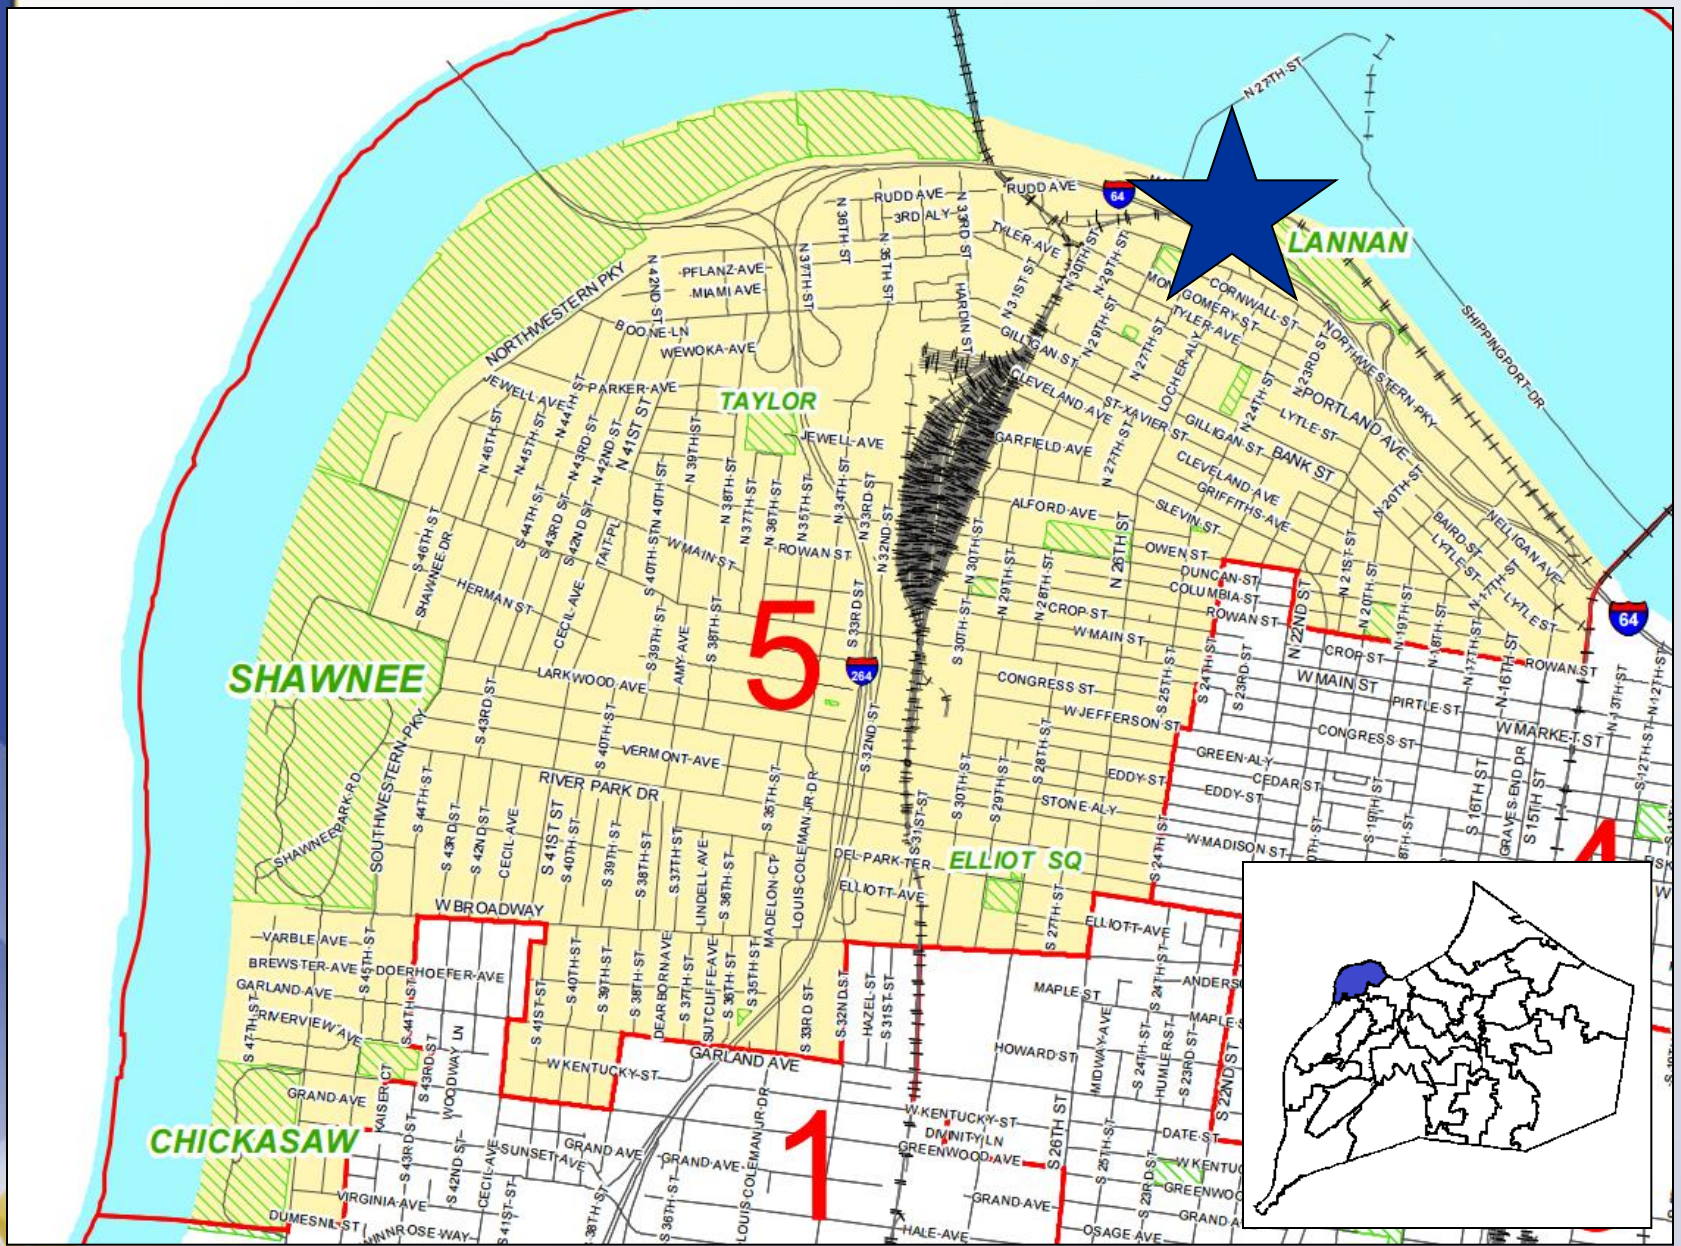 N 27TH ST
RUDD AVE
RUDD AVE
64
3RD ALY
N 33RD ST
N 36TH ST
N 35TH ST
N 37TH ST
TYLER AVE
N 30TH ST
N 29TH ST
LANNAN
N 42ND ST
PFLANZ AVE
MIAMI AVE
NORTHWESTERN PKY
HARDIN ST
N 31ST ST
MONTGOMERY ST
CORNWALL ST
TYLER AVE
BOONE LN
WEWOKA AVE
GILLIGAN ST
N 29TH ST
N 27TH ST
LOCHER ALY
N 23RD ST
NORTHWESTERN PKY
SHIPPINGPORT DR
JEWELL AVE
PARKER AVE
TAYLOR
CLEVELAND AVE
ST XAVIER ST
N 24TH ST
PORTLAND AVE
LYTLE ST
GILLIGAN ST
BANK ST
N 46TH ST
N 45TH ST
N 44TH ST
N 43RD ST
N 42ND ST
N 41ST ST
N 39TH ST
JEWELL AVE
GARFIELD AVE
N 27TH ST
CLEVELAND AVE
GRIFFITHS AVE
N 20TH ST
N 40TH ST
N 38TH ST
N 37TH ST
N 36TH ST
N 35TH ST
N 34TH ST
N 33RD ST
N 32ND ST
ALFORD AVE
SLEVIN ST
BAIRD ST
NELLIGAN AVE
S 46TH ST
SHAWNEE DR
S 44TH ST
S 43RD ST
S 42ND ST
TAIT PL
S 40TH ST
W MAIN ST
ROWAN ST
N 30TH ST
N 29TH ST
N 28TH ST
N 26TH ST
OWEN ST
DUNCAN ST
COLUMBIA ST
ROWAN ST
N 22ND ST
N 21ST ST
N 20TH ST
N 19TH ST
N 18TH ST
LYTLE ST
N 17TH ST
LYTLE ST
64
HERMAN ST
CECIL AVE
S 39TH ST
AMY AVE
S 38TH ST
5
S 33RD ST
264
S 30TH ST
CROP ST
W MAIN ST
S 25TH ST
S 24TH ST
S 23RD ST
CROP ST
N 17TH ST
N 16TH ST
ROWAN ST
W MAIN ST
PIRTLE ST
N 13TH ST
N 12TH ST
SHAWNEE
LARKWOOD AVE
CONGRESS ST
W JEFFERSON ST
CONGRESS ST
W MARKET ST
S 43RD ST
S 40TH ST
VERMONT AVE
S 32ND ST
S 28TH ST
GREEN ALY
CEDAR ST
EDDY ST
EDDY ST
S 12TH ST
SOUTHWESTERN PKY
RIVER PARK DR
S 35TH ST
LOUIS COLEMAN JR DR
S 31ST ST
S 30TH ST
S 29TH ST
STONE ALY
S 24TH ST
S 19TH ST
S 16TH ST
GRAVES END DR
S 15TH ST
W MADISON ST
4
SHAWNEE PARK RD
S 44TH ST
S 43RD ST
S 42ND ST
CECIL AVE
S 41ST ST
S 40TH ST
S 39TH ST
S 38TH ST
S 37TH ST
LINDELL AVE
S 36TH ST
MADELON CT
DEL PARK TER
ELLIOTT AVE
ELLIOT SQ
S 27TH ST
W BROADWAY
ELLIOTT AVE
VARBLE AVE
BREWSTER AVE
DOERHOEFER AVE
GARLAND AVE
RIVERVIEW AVE
S 47TH ST
S 45TH ST
S 44TH ST
S 43RD ST
WOODWAY LN
S 41ST ST
S 40TH ST
S 39TH ST
S 38TH ST
DEARBORN AVE
S 37TH ST
SUTCLIFFE AVE
S 36TH ST
S 35TH ST
S 33RD ST
S 32ND ST
HAZEL ST
S 31ST ST
MAPLE ST
S 24TH ST
ANDERS
MAPLE S
HOWARD ST
MIDWAY AVE
S 24TH ST
HUMLER ST
S 23RD ST
S 22ND ST
W KENTUCKY ST
GARLAND AVE
GRAND AVE
KAISER CT
CHICKASAW
S 43RD ST
S 42ND ST
CECIL AVE
SUNSET AVE
GRAND AVE
GRAND AVE
LOUIS COLEMAN JR DR
1
W KENTUCKY ST
DIVINITY LN
GREENWOOD AVE
S 26TH ST
S 25TH ST
DATE ST
W KENTUC
S 23RD ST
GREENWOO
GRAND A
VIRGINIA AVE
DUMESNIL ST
WINNROSE WAY
S 41ST ST
S 38TH ST
S 36TH ST
GRAND AVE
HALE AVE
OSAGE AVE